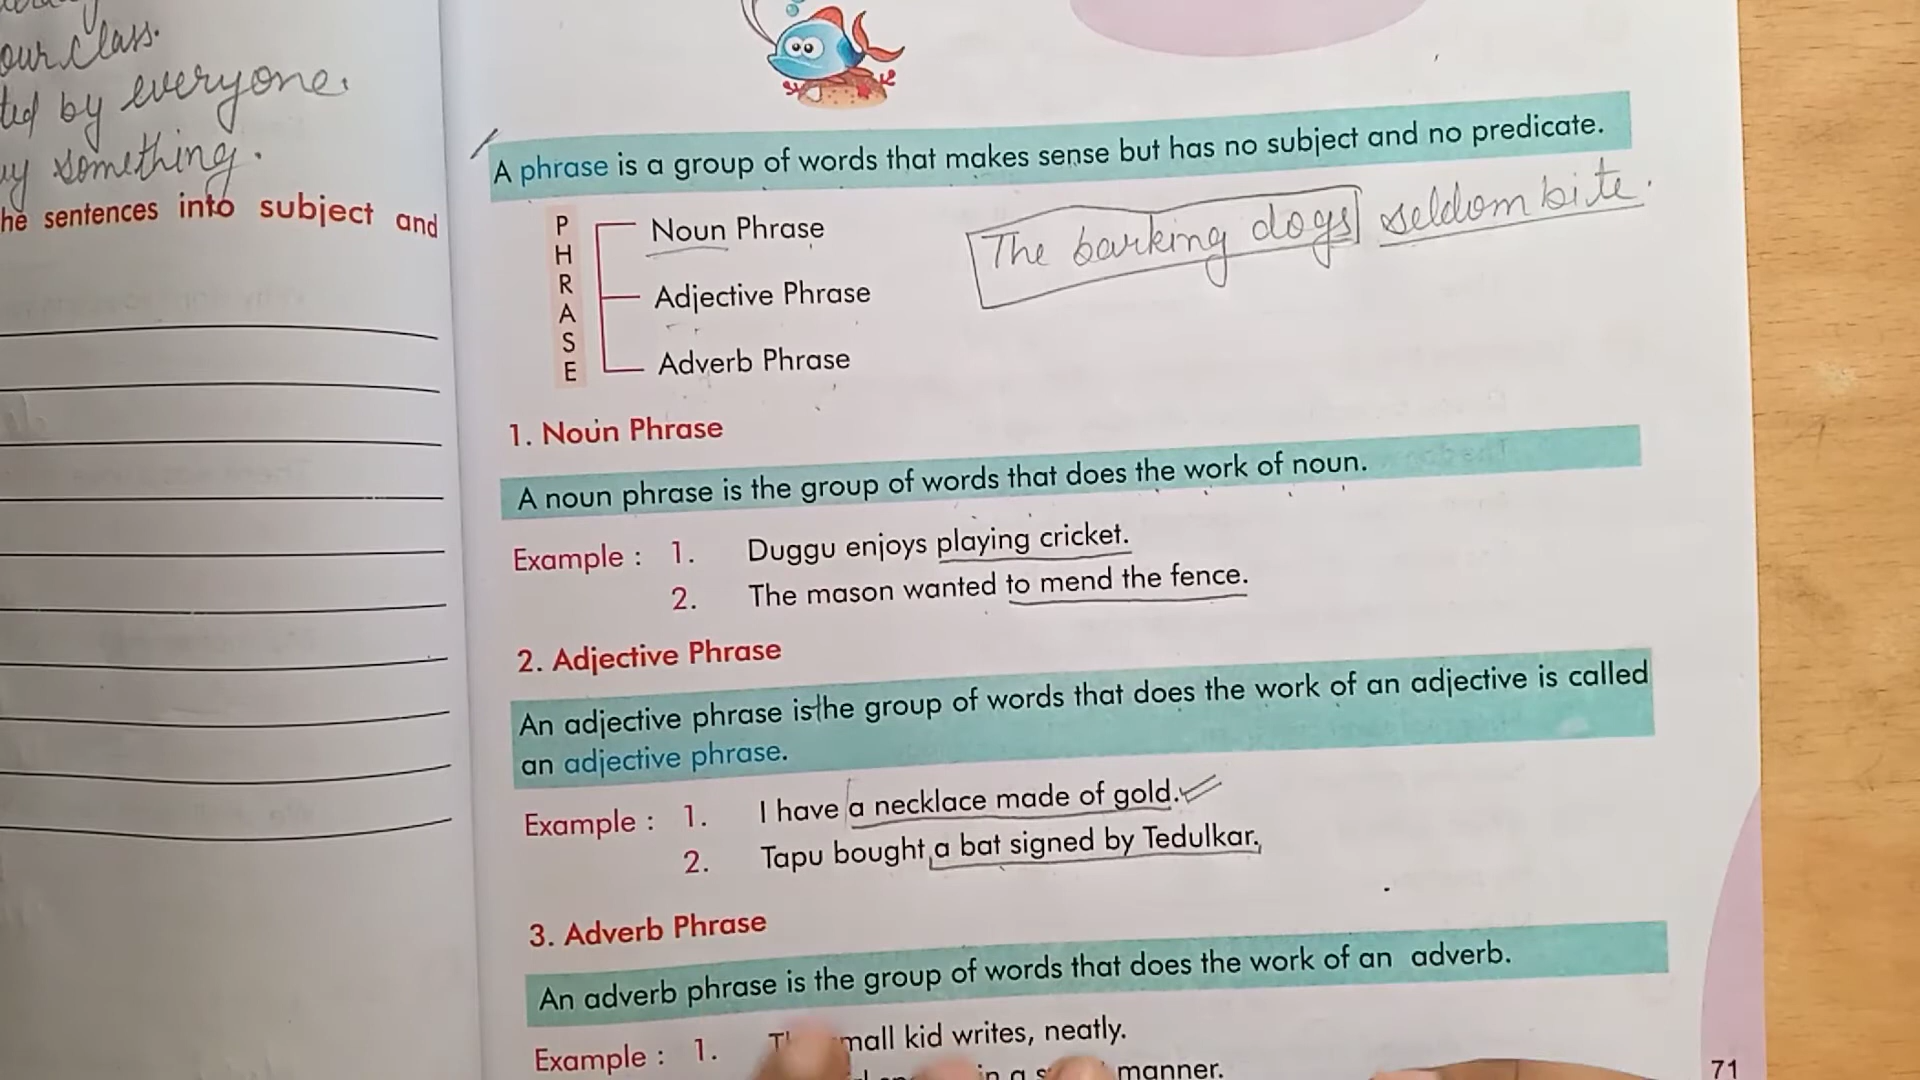 our class.
ted by everyone.
something.
he sentences into subject and
A phrase is a group of words that makes sense but has no subject and no predicate.
PHRASE
Noun Phrase
Adjective Phrase
Adverb Phrase
The barking dogs seldom bite.
1. Noun Phrase
A noun phrase is the group of words that does the work of noun.
Example : 1. Duggu enjoys playing cricket.
2. The mason wanted to mend the fence.
2. Adjective Phrase
An adjective phrase is the group of words that does the work of an adjective is called
an adjective phrase.
Example : 1. I have a necklace made of gold.
2. Tapu bought a bat signed by Tedulkar.
3. Adverb Phrase
An adverb phrase is the group of words that does the work of an adverb.
Example : 1. kid writes, neatly.
in a manner.
71